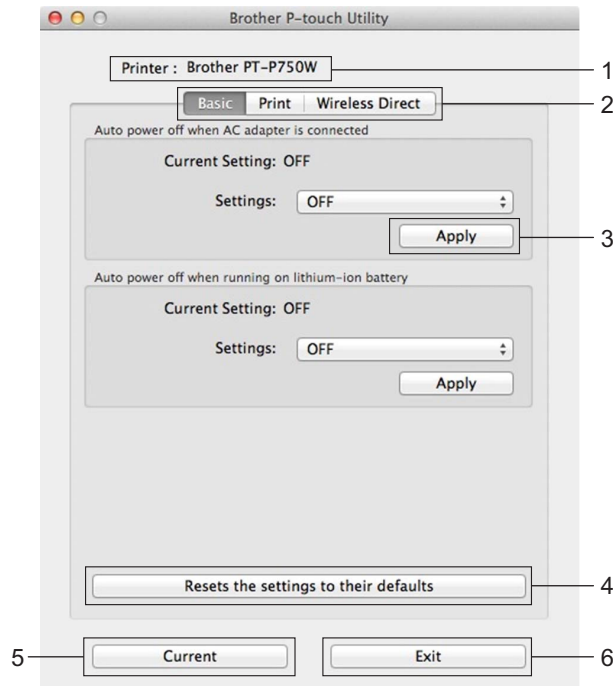 Brother P-touch Utility
Printer : Brother PT-P750W
1
Basic Print Wireless Direct
2
Auto power off when AC adapter is connected
Current Setting: OFF
Settings: OFF
Apply
3
Auto power off when running on lithium-ion battery
Current Setting: OFF
Settings: OFF
Apply
Resets the settings to their defaults
4
5
Current
Exit
6